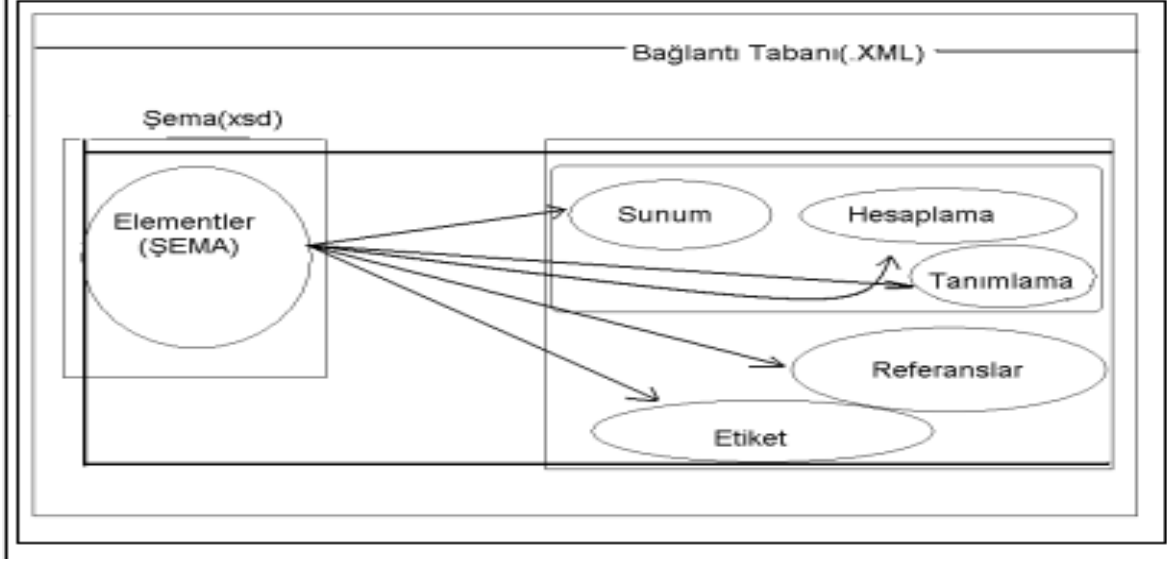 Bağlantı Tabanı(.XML)
Şema(xsd)
Elementler
(ŞEMA)
Sunum
Hesaplama
Tanımlama
Referanslar
Etiket